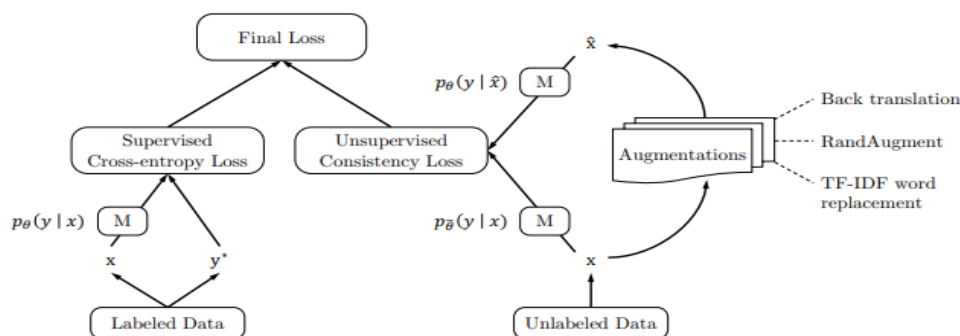 Final Loss
x̂
p_θ(y | x̂)
M
Back translation
Supervised
Cross-entropy Loss
Unsupervised
Consistency Loss
Augmentations
RandAugment
TF-IDF word
replacement
p_θ(y | x)
M
p_θ̃(y | x)
M
x
y*
x
Labeled Data
Unlabeled Data